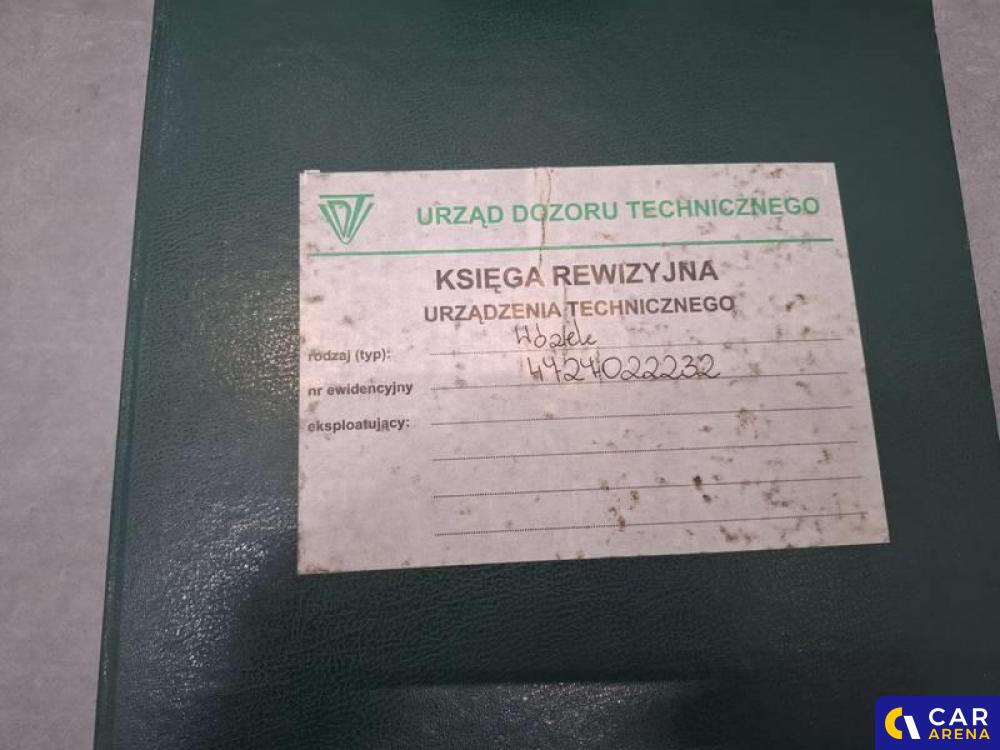 UDT
URZĄD DOZORU TECHNICZNEGO
KSIĘGA REWIZYJNA
URZĄDZENIA TECHNICZNEGO
rodzaj (typ): Wózek
nr ewidencyjny 4424022232
eksploatujący:
CAR
ARENA